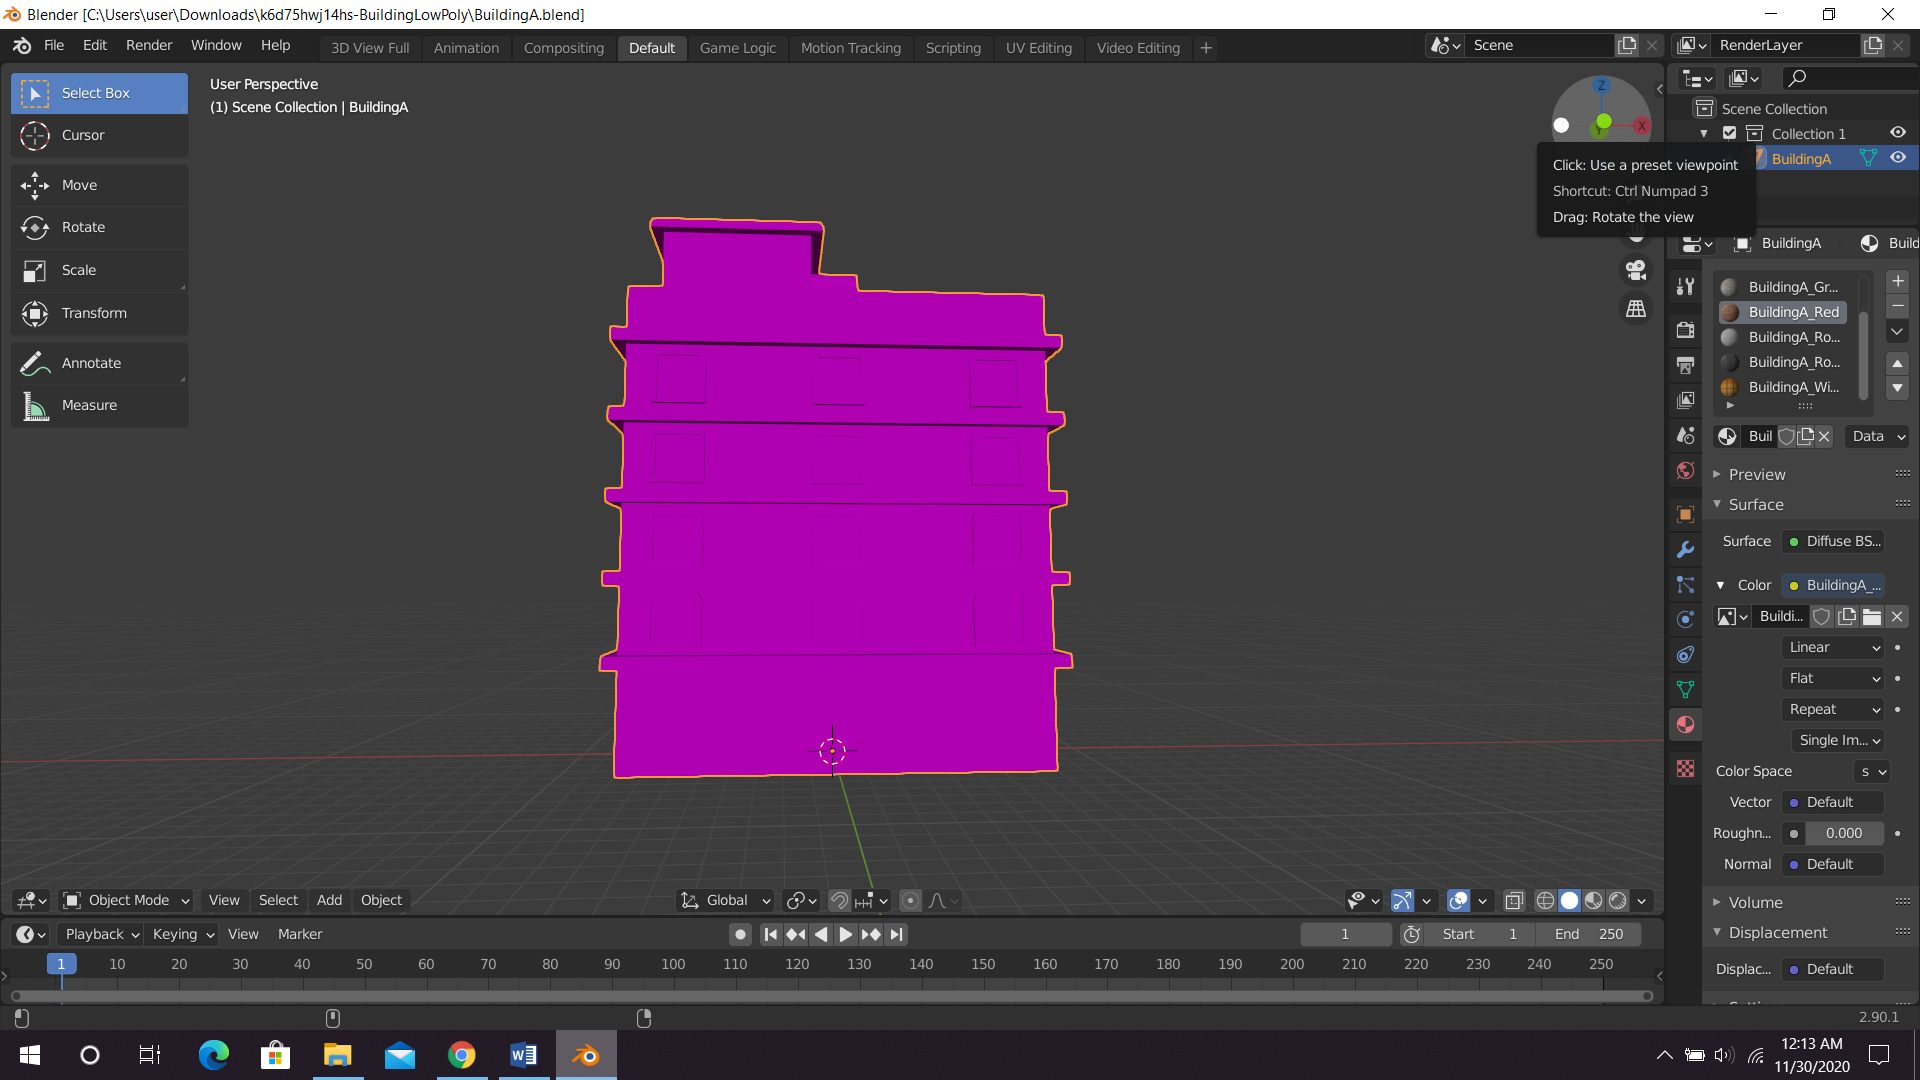 Blender [C:\Users\user\Downloads\k6d75hwj14hs-BuildingLowPoly\BuildingA.blend]
File Edit Render Window Help 3D View Full Animation Compositing Default Game Logic Motion Tracking Scripting UV Editing Video Editing + Scene RenderLayer
Select Box
Cursor
Move
Rotate
Scale
Transform
Annotate
Measure
User Perspective
(1) Scene Collection | BuildingA
Z
X
Y
Click: Use a preset viewpoint
Shortcut: Ctrl Numpad 3
Drag: Rotate the view
Scene Collection
Collection 1
BuildingA
BuildingA Build
BuildingA_Gr...
BuildingA_Red
BuildingA_Ro...
BuildingA_Ro...
BuildingA_Wi...
Buil Data
Preview
Surface
Surface Diffuse BS...
Color BuildingA_...
Buildi...
Linear
Flat
Repeat
Single Im...
Color Space s
Vector Default
Roughn... 0.000
Normal Default
Volume
Displacement
Displac... Default
Object Mode View Select Add Object Global
Playback Keying View Marker 1 Start 1 End 250
1 10 20 30 40 50 60 70 80 90 100 110 120 130 140 150 160 170 180 190 200 210 220 230 240 250
2.90.1
12:13 AM
11/30/2020